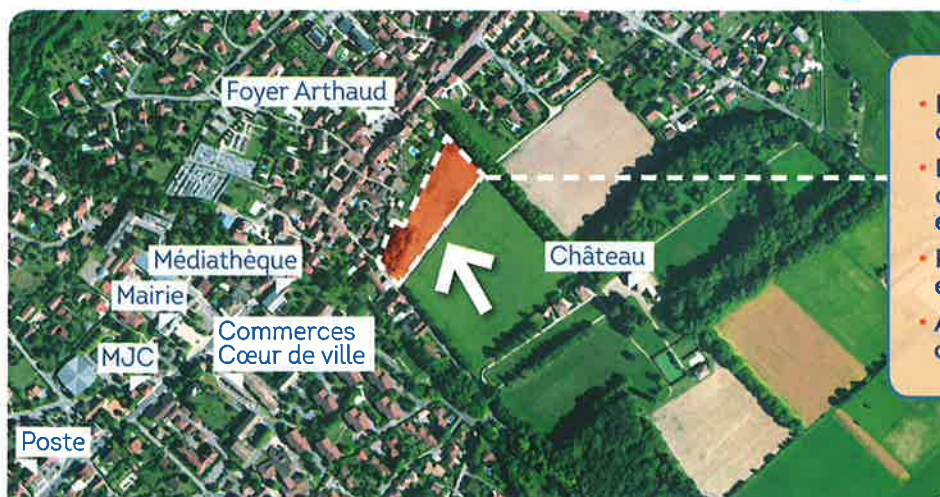 Foyer Arthaud
Médiathèque
Mairie
Château
Commerces
Cœur de ville
MJC
Poste